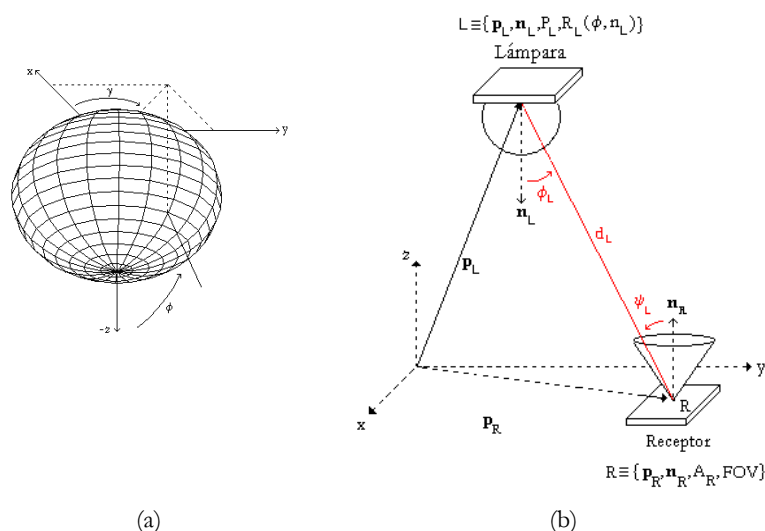 x
γ
y
ϕ
-z
(a)
L≡{p_L,n_L,P_L,R_L(ϕ,n_L)}
Lámpara
ϕ_L
n_L
d_L
p_L
z
ψ_L
n_R
y
R
x
p_R
Receptor
R≡{p_R,n_R,A_R,FOV}
(b)